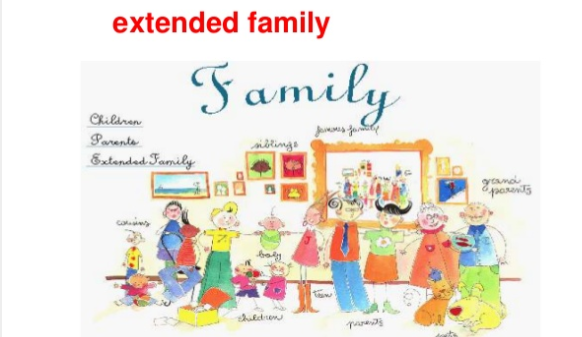 extended family
Family
Children
Parents
Extended Family
siblings
famous family
grand
parents
cousins
baby
Teen
children
parents
pets